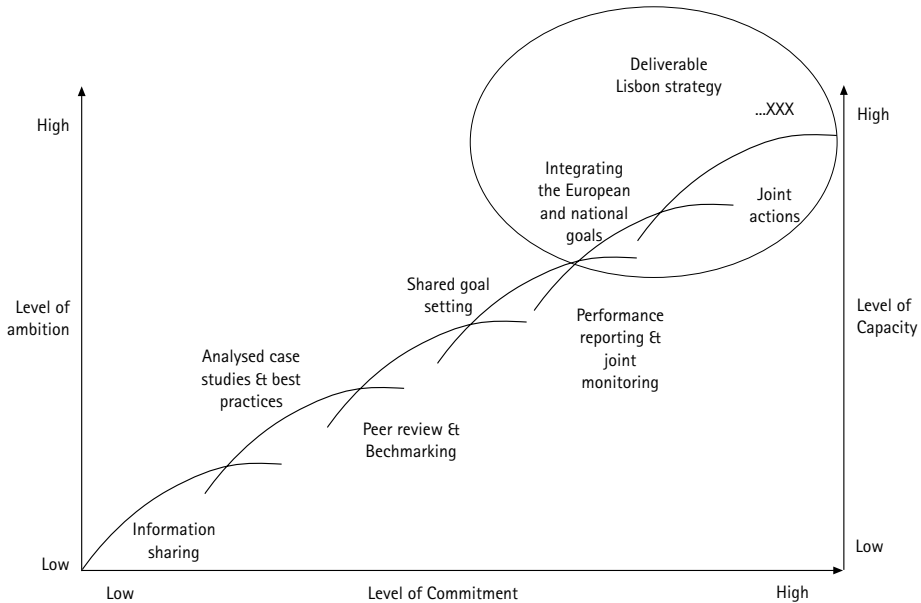 Deliverable
Lisbon strategy
...XXX
High
High
Integrating
the European
and national
goals
Joint
actions
Shared goal
setting
Level of
ambition
Level of
Capacity
Performance
reporting &
joint
monitoring
Analysed case
studies & best
practices
Peer review &
Bechmarking
Information
sharing
Low
Low
Low
Level of Commitment
High